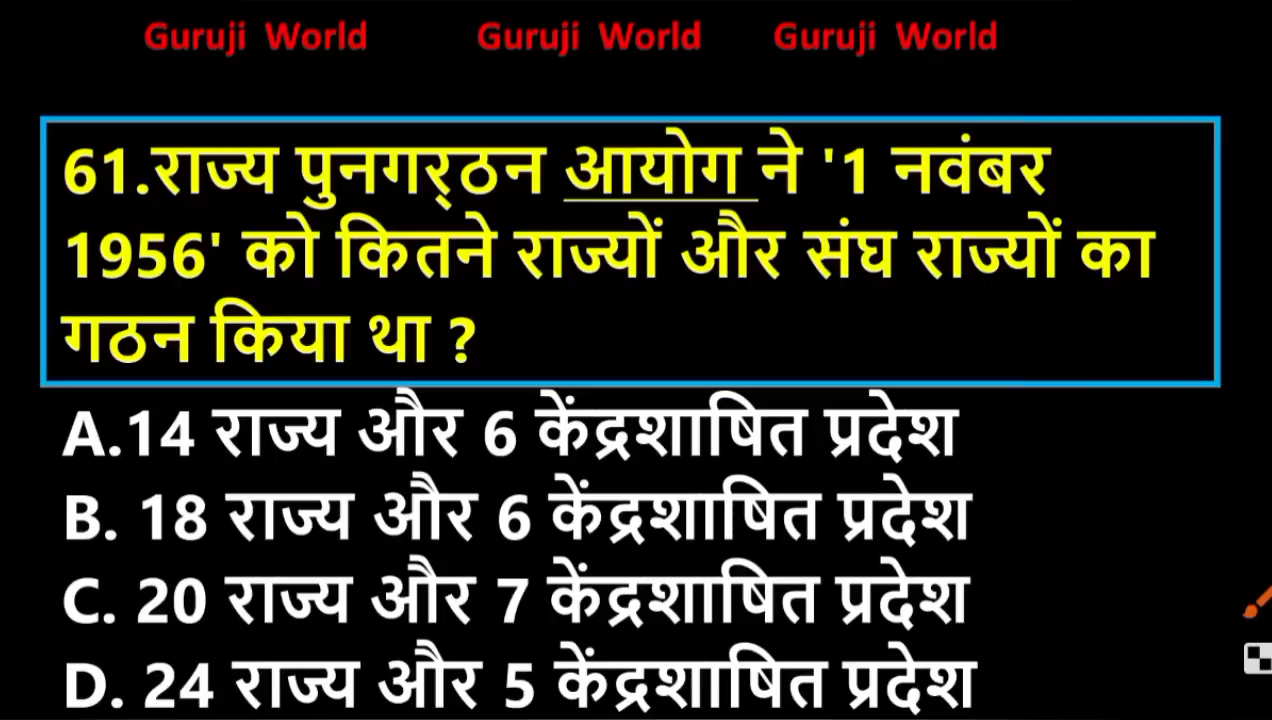 Guruji World Guruji World Guruji World
61.राज्य पुनगर्ठन आयोग ने '1 नवंबर
1956' को कितने राज्यों और संघ राज्यों का
गठन किया था ?
A.14 राज्य और 6 केंद्रशाषित प्रदेश
B. 18 राज्य और 6 केंद्रशाषित प्रदेश
C. 20 राज्य और 7 केंद्रशाषित प्रदेश
D. 24 राज्य और 5 केंद्रशाषित प्रदेश